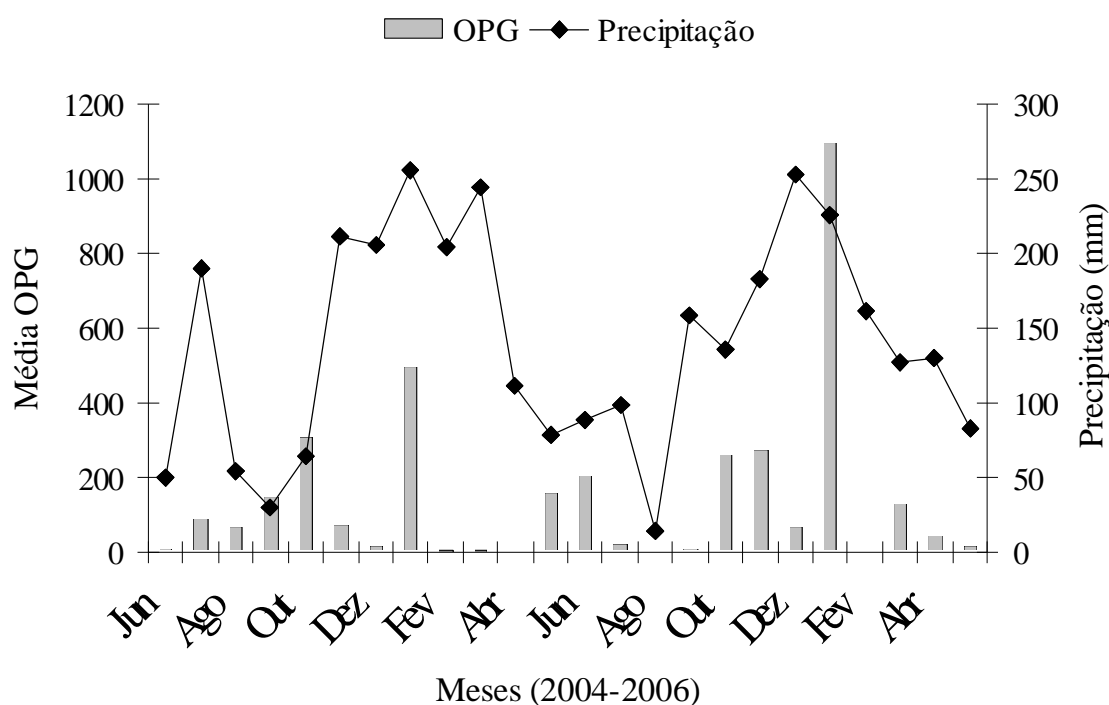 OPG Precipitação
1200 300
1000 250
800 200
600 150
400 100
200 50
0 0
Média OPG
Precipitação (mm)
Jun Ago Out Dez Fev Abr Jun Ago Out Dez Fev Abr
Meses (2004-2006)